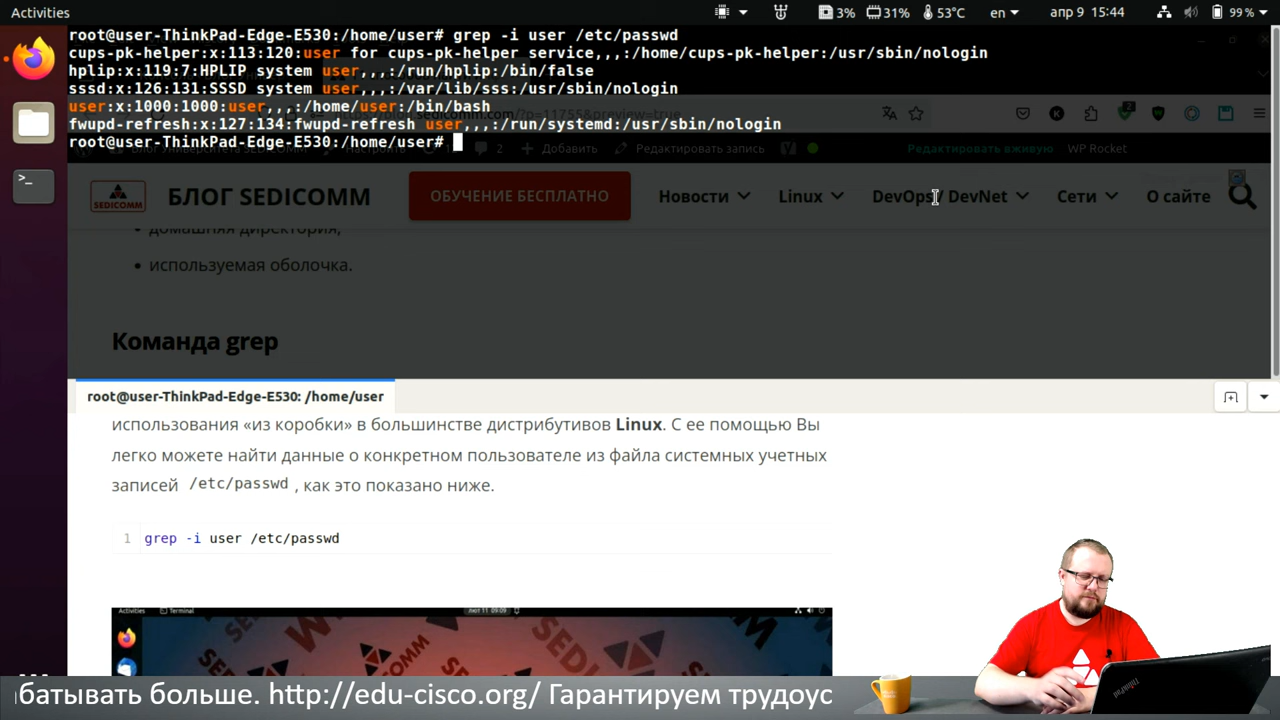 Activities
3% 31% 53°C en апр 9 15:44 99 %
root@user-ThinkPad-Edge-E530:/home/user# grep -i user /etc/passwd
cups-pk-helper:x:113:120:user for cups-pk-helper service,,,:/home/cups-pk-helper:/usr/sbin/nologin
hplip:x:119:7:HPLIP system user,,,:/run/hplip:/bin/false
sssd:x:126:131:SSSD system user,,,:/var/lib/sss:/usr/sbin/nologin
user:x:1000:1000:user,,,:/home/user:/bin/bash
fwupd-refresh:x:127:134:fwupd-refresh user,,,:/run/systemd:/usr/sbin/nologin
root@user-ThinkPad-Edge-E530:/home/user#
2 Добавить Редактировать запись Редактировать вживую WP Rocket
БЛОГ SEDICOMM ОБУЧЕНИЕ БЕСПЛАТНО Новости Linux DevOps / DevNet Сети О сайте
домашняя директория,
используемая оболочка.
Команда grep
root@user-ThinkPad-Edge-E530: /home/user
использования «из коробки» в большинстве дистрибутивов Linux. С ее помощью Вы
легко можете найти данные о конкретном пользователе из файла системных учетных
записей /etc/passwd , как это показано ниже.
1 grep -i user /etc/passwd
Activities Terminal лют 11 09:09
батывать больше. http://edu-cisco.org/ Гарантируем трудоус